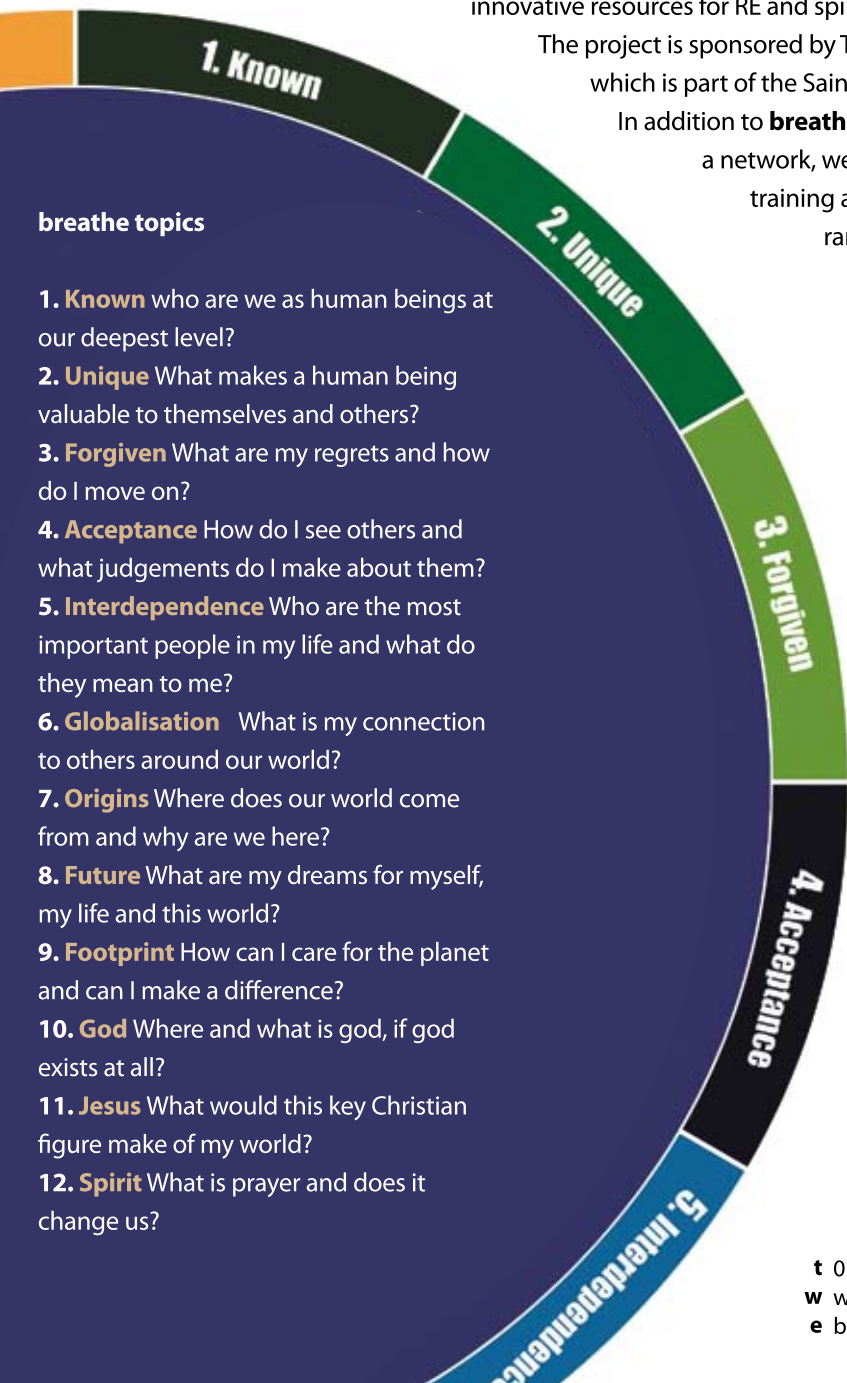 innovative resources for RE and
The project is sponsored by
which is part of the
In addition to
a network,
training
1. Known
2. Unique
3. Forgiven
4. Acceptance
5. Interdependence
breathe topics
1. Known who are we as human beings at
our deepest level?
2. Unique What makes a human being
valuable to themselves and others?
3. Forgiven What are my regrets and how
do I move on?
4. Acceptance How do I see others and
what judgements do I make about them?
5. Interdependence Who are the most
important people in my life and what do
they mean to me?
6. Globalisation What is my connection
to others around our world?
7. Origins Where does our world come
from and why are we here?
8. Future What are my dreams for myself,
my life and this world?
9. Footprint How can I care for the planet
and can I make a difference?
10. God Where and what is god, if god
exists at all?
11. Jesus What would this key Christian
figure make of my world?
12. Spirit What is prayer and does it
change us?
t 0
w w
e b